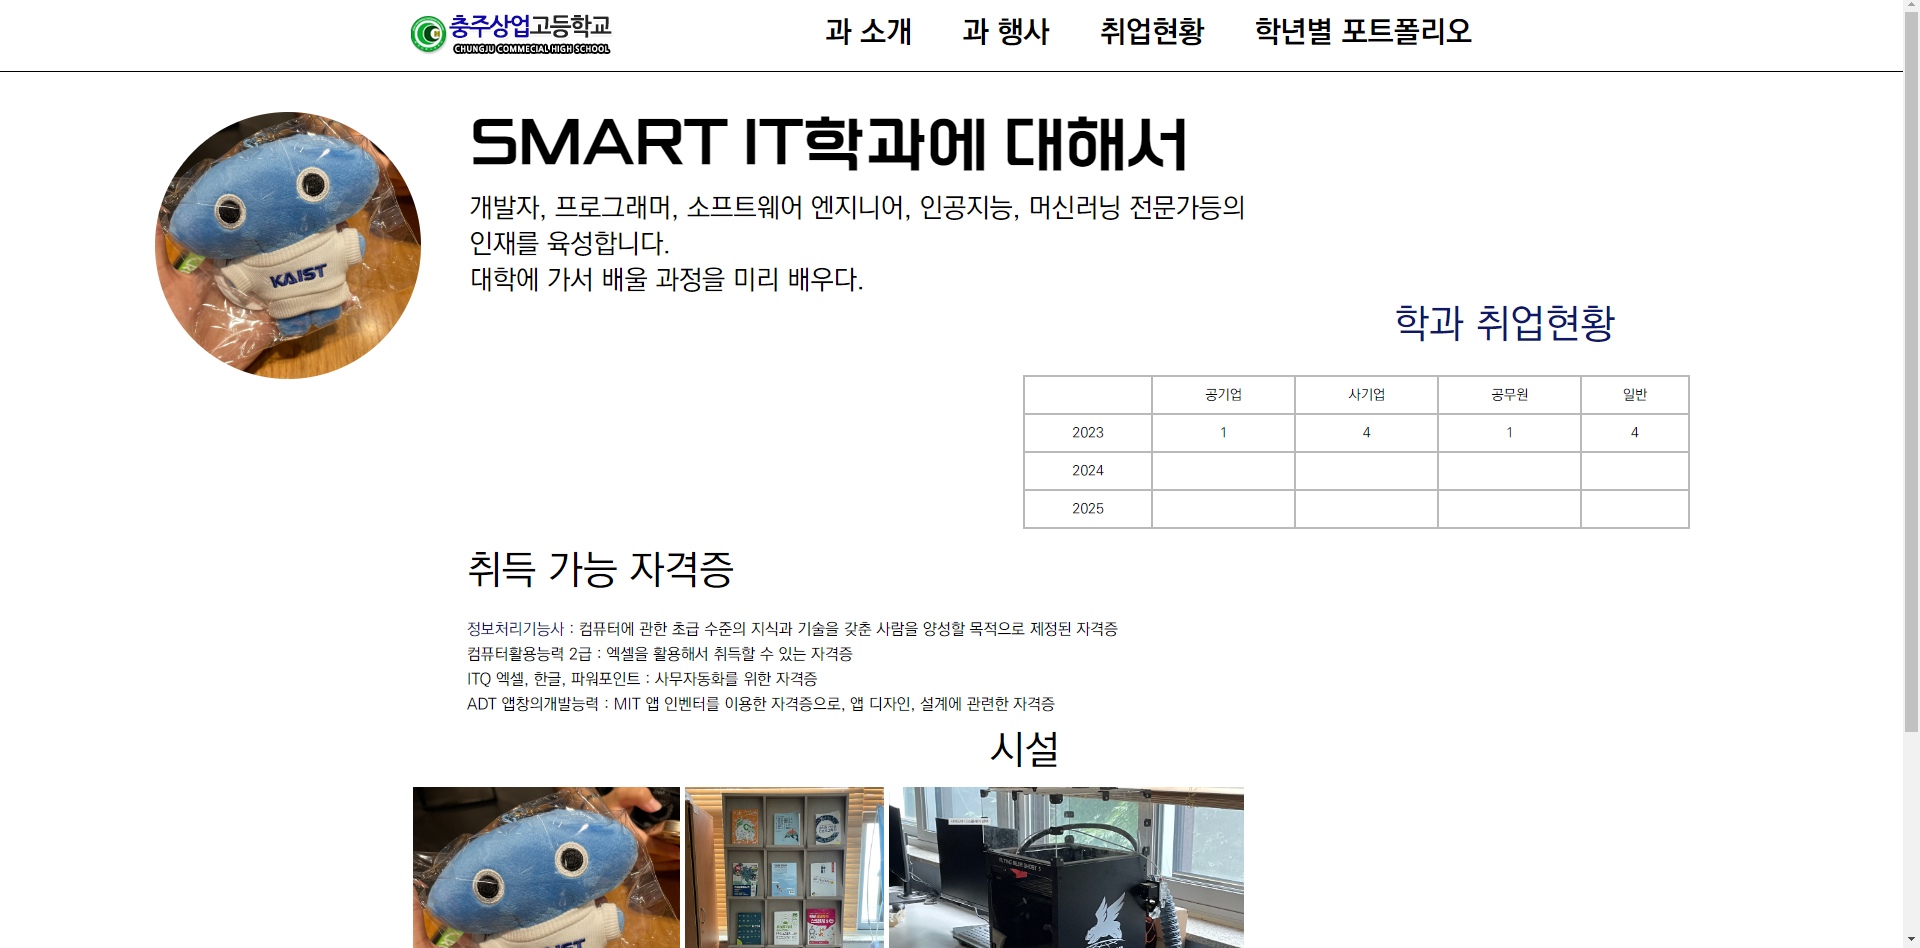 충주상업고등학교
CHUNGJU COMMECIAL HIGH SCHOOL
과 소개 과 행사 취업현황 학년별 포트폴리오
SMART IT학과에 대해서
개발자, 프로그래머, 소프트웨어 엔지니어, 인공지능, 머신러닝 전문가등의
인재를 육성합니다.
대학에 가서 배울 과정을 미리 배우다.
KAIST
학과 취업현황
공기업 사기업 공무원 일반
2023 1 4 1 4
2024
2025
취득 가능 자격증
정보처리기능사 : 컴퓨터에 관한 초급 수준의 지식과 기술을 갖춘 사람을 양성할 목적으로 제정된 자격증
컴퓨터활용능력 2급 : 엑셀을 활용해서 취득할 수 있는 자격증
ITQ 엑셀, 한글, 파워포인트 : 사무자동화를 위한 자격증
ADT 앱창의개발능력 : MIT 앱 인벤터를 이용한 자격증으로, 앱 디자인, 설계에 관련한 자격증
시설
KAIST
FLYING BEAR GHOST 5